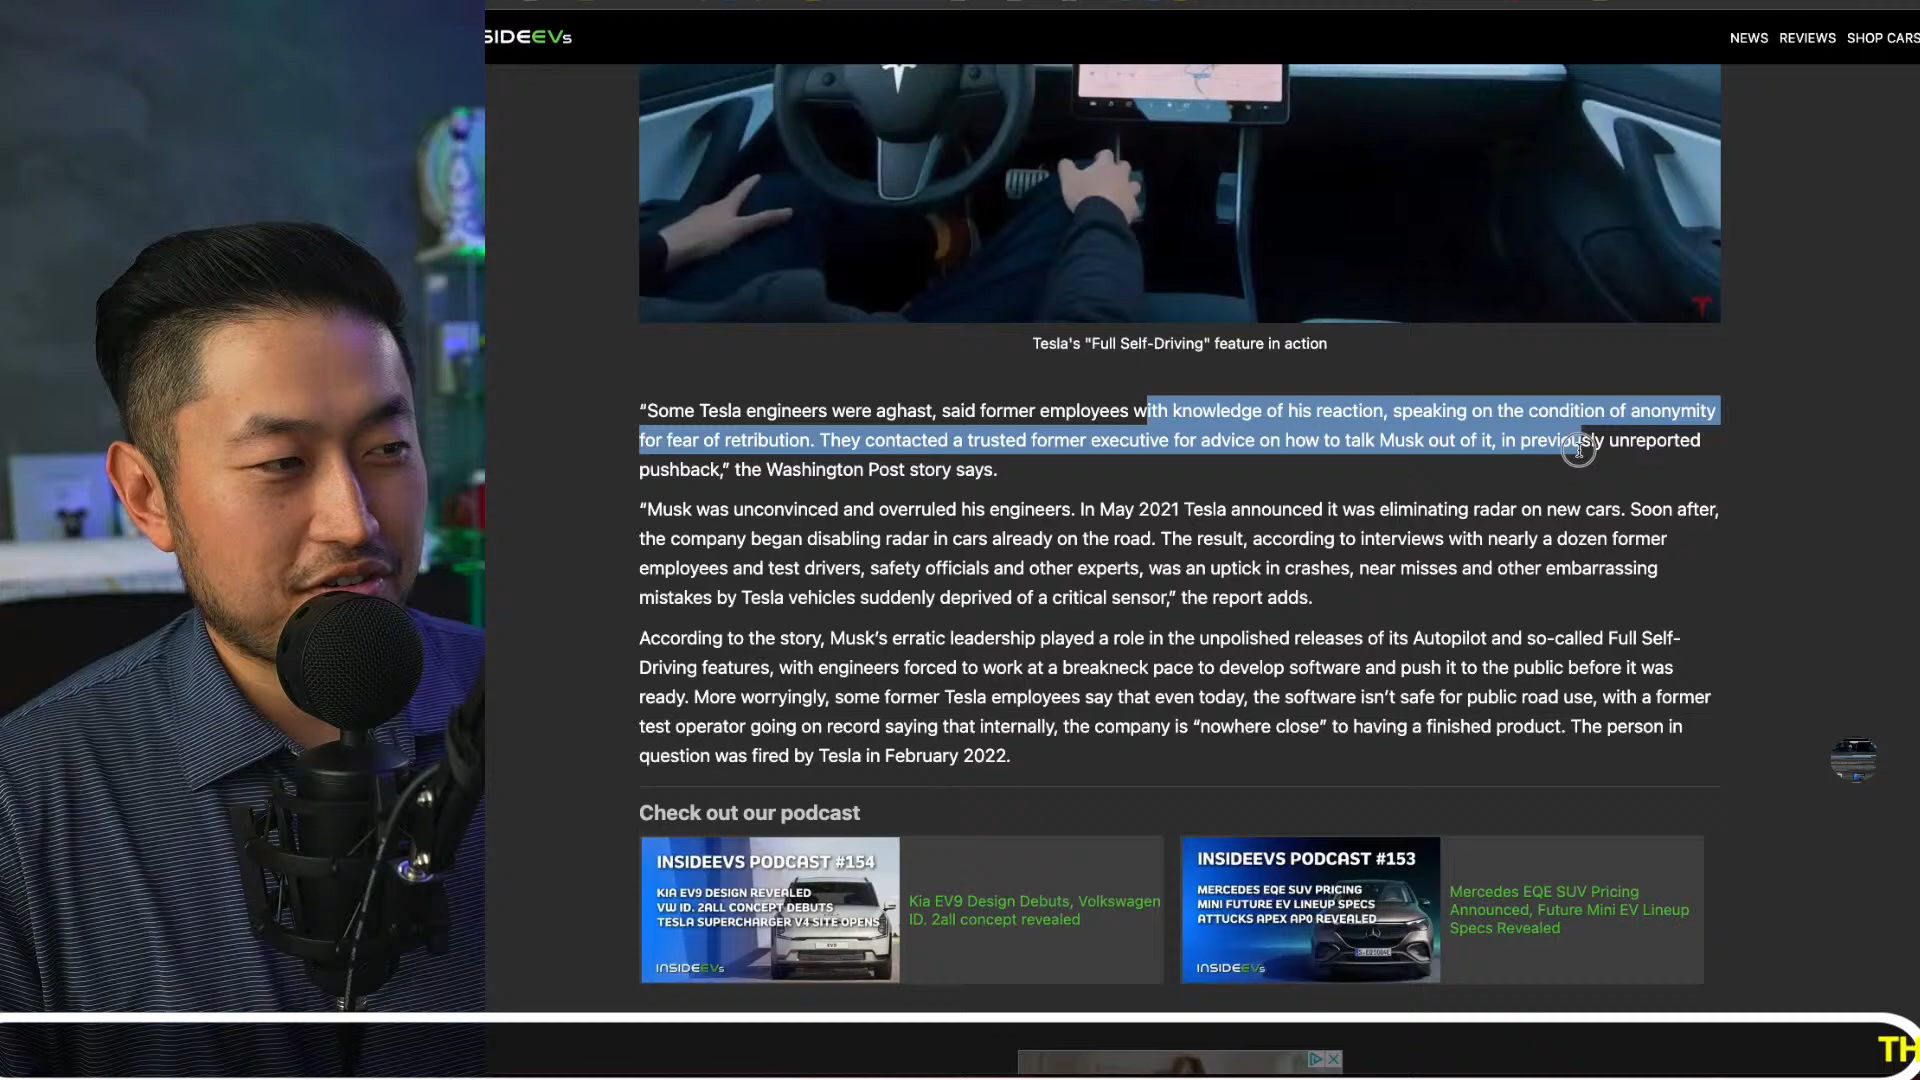 SIDEEVs
NEWS REVIEWS SHOP CARS
Tesla's "Full Self-Driving" feature in action
“Some Tesla engineers were aghast, said former employees with knowledge of his reaction, speaking on the condition of anonymity
for fear of retribution. They contacted a trusted former executive for advice on how to talk Musk out of it, in previously unreported
pushback,” the Washington Post story says.
“Musk was unconvinced and overruled his engineers. In May 2021 Tesla announced it was eliminating radar on new cars. Soon after,
the company began disabling radar in cars already on the road. The result, according to interviews with nearly a dozen former
employees and test drivers, safety officials and other experts, was an uptick in crashes, near misses and other embarrassing
mistakes by Tesla vehicles suddenly deprived of a critical sensor,” the report adds.
According to the story, Musk’s erratic leadership played a role in the unpolished releases of its Autopilot and so-called Full Self-
Driving features, with engineers forced to work at a breakneck pace to develop software and push it to the public before it was
ready. More worryingly, some former Tesla employees say that even today, the software isn’t safe for public road use, with a former
test operator going on record saying that internally, the company is “nowhere close” to having a finished product. The person in
question was fired by Tesla in February 2022.
Check out our podcast
INSIDEEVS PODCAST #154
KIA EV9 DESIGN REVEALED
VW ID. 2ALL CONCEPT DEBUTS
TESLA SUPERCHARGER V4 SITE OPENS
INSIDEEVs
Kia EV9 Design Debuts, Volkswagen
ID. 2all concept revealed
INSIDEEVS PODCAST #153
MERCEDES EQE SUV PRICING
MINI FUTURE EV LINEUP SPECS
ATTUCKS APEX AP0 REVEALED
INSIDEEVs
Mercedes EQE SUV Pricing
Announced, Future Mini EV Lineup
Specs Revealed
TH